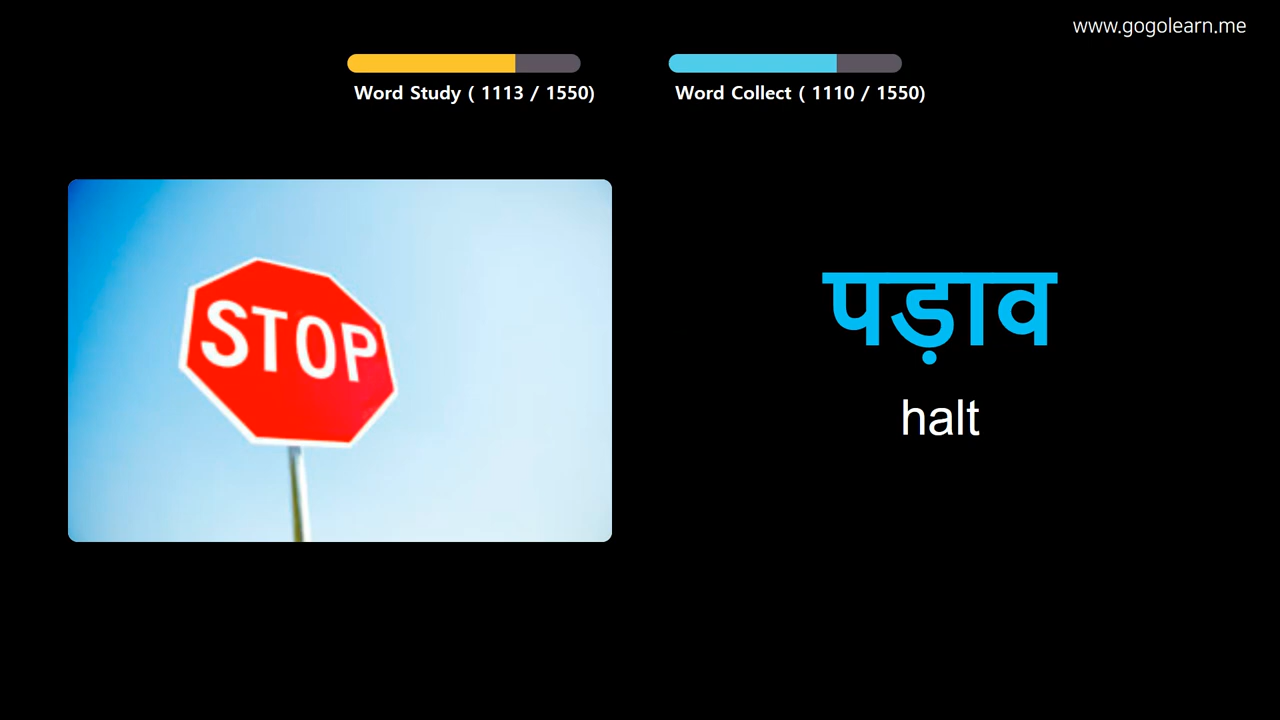 www.gogolearn.me
Word Study ( 1113 / 1550)
Word Collect ( 1110 / 1550)
STOP
पड़ाव
halt